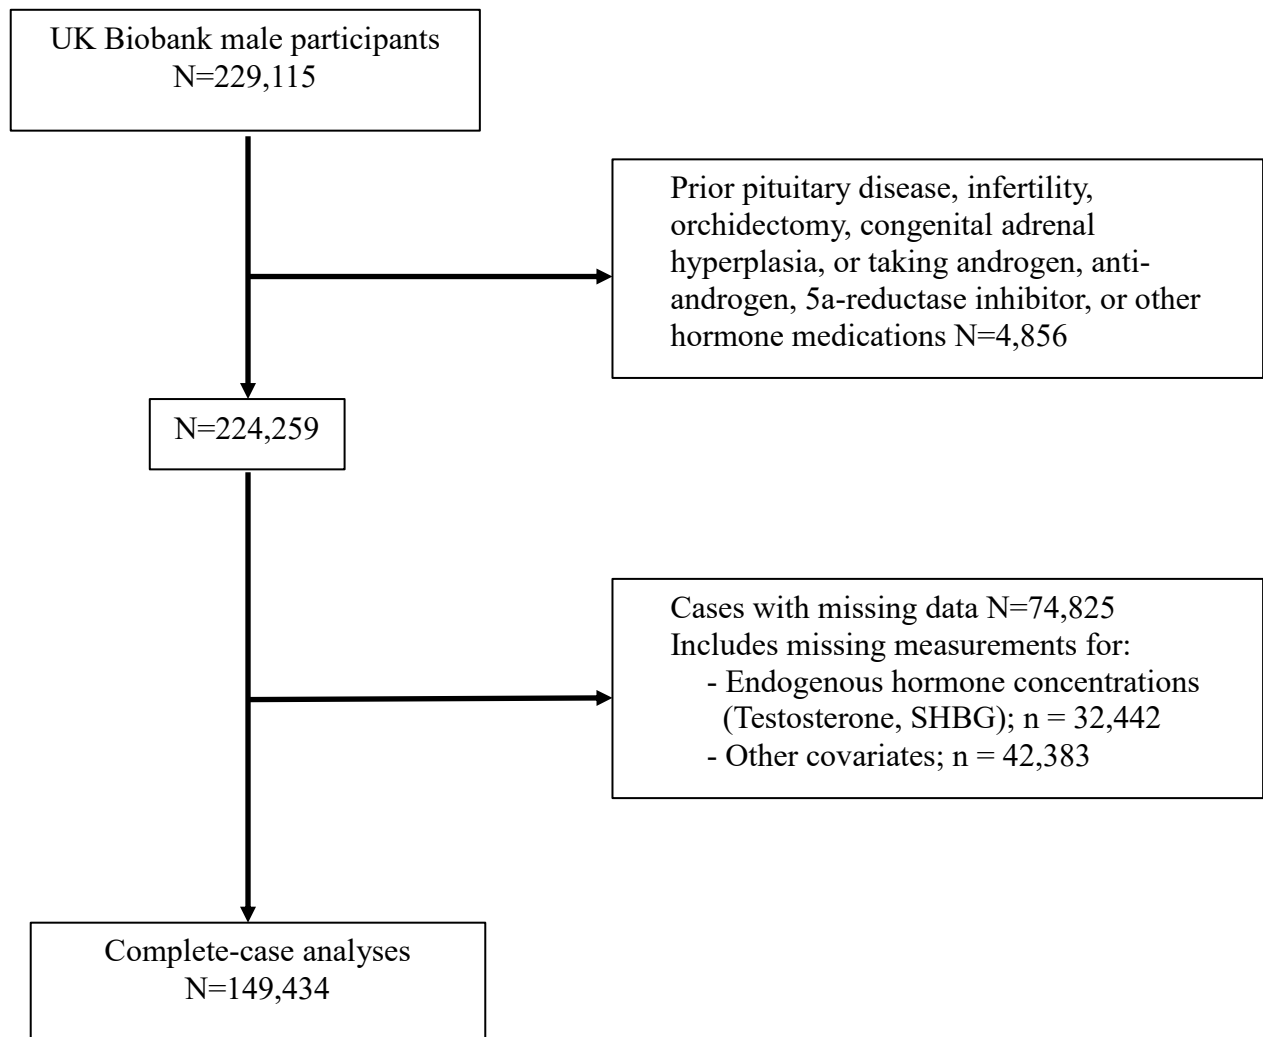 UK Biobank male participants
N=229,115
Prior pituitary disease, infertility,
orchidectomy, congenital adrenal
hyperplasia, or taking androgen, anti-
androgen, 5a-reductase inhibitor, or other
hormone medications N=4,856
N=224,259
Cases with missing data N=74,825
Includes missing measurements for:
- Endogenous hormone concentrations
(Testosterone, SHBG); n = 32,442
- Other covariates; n = 42,383
Complete-case analyses
N=149,434